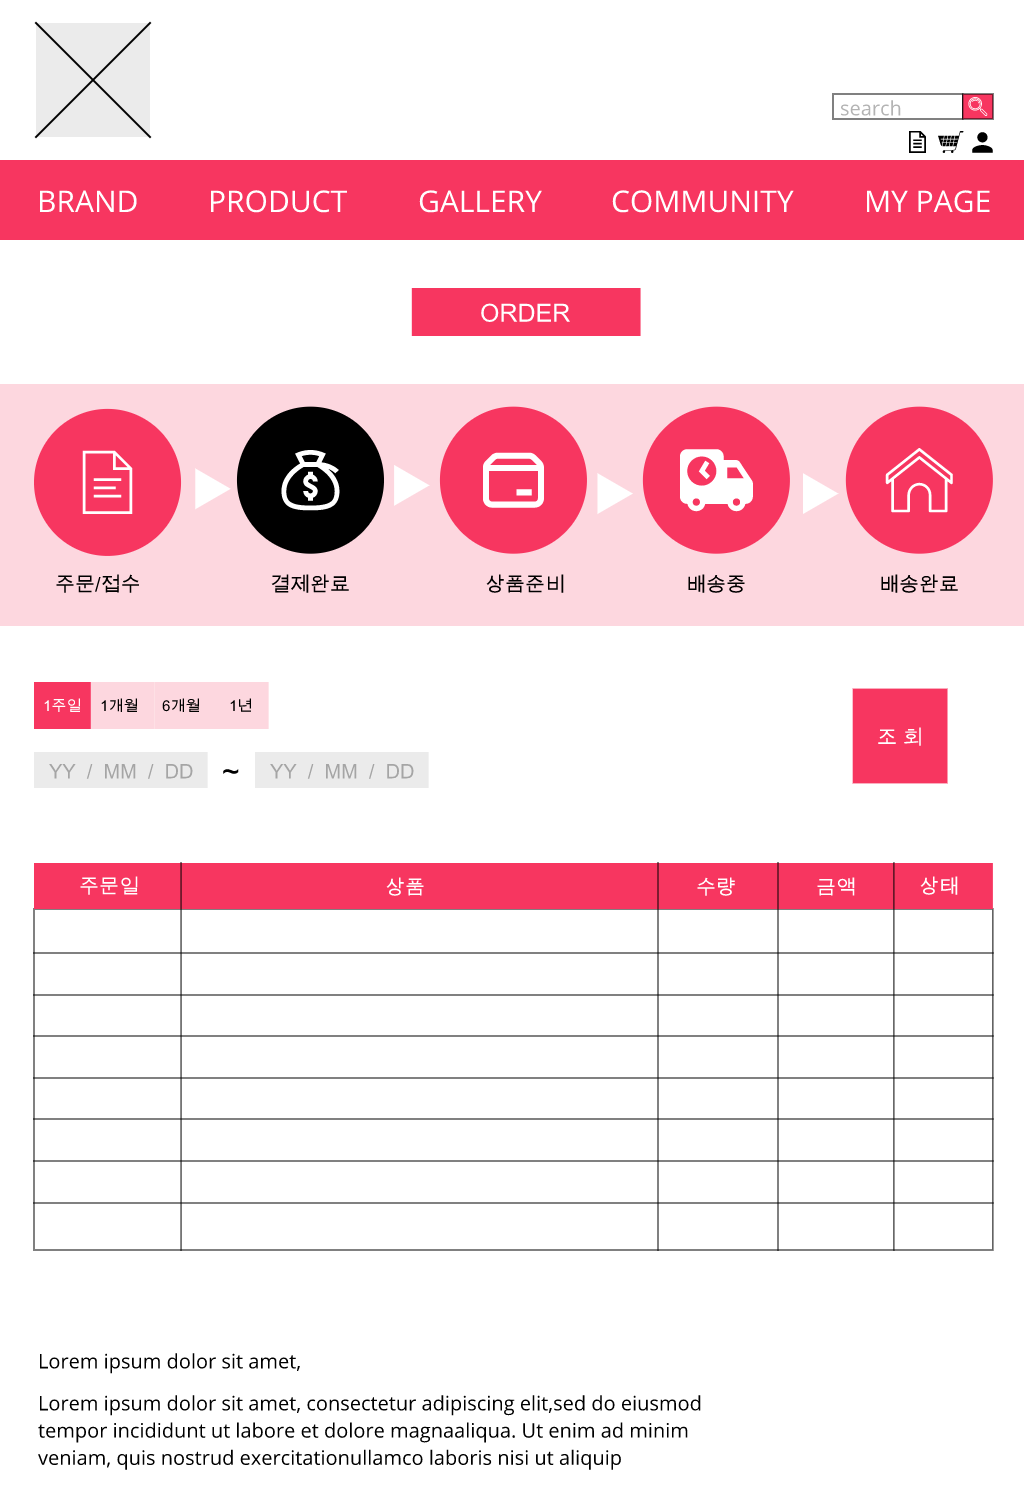 search
BRAND PRODUCT GALLERY COMMUNITY MY PAGE
ORDER
주문/접수 결제완료 상품준비 배송중 배송완료
1주일 1개월 6개월 1년
조 회
YY / MM / DD ~ YY / MM / DD
주문일 상품 수량 금액 상태
Lorem ipsum dolor sit amet,
Lorem ipsum dolor sit amet, consectetur adipiscing elit,sed do eiusmod
tempor incididunt ut labore et dolore magnaaliqua. Ut enim ad minim
veniam, quis nostrud exercitationullamco laboris nisi ut aliquip